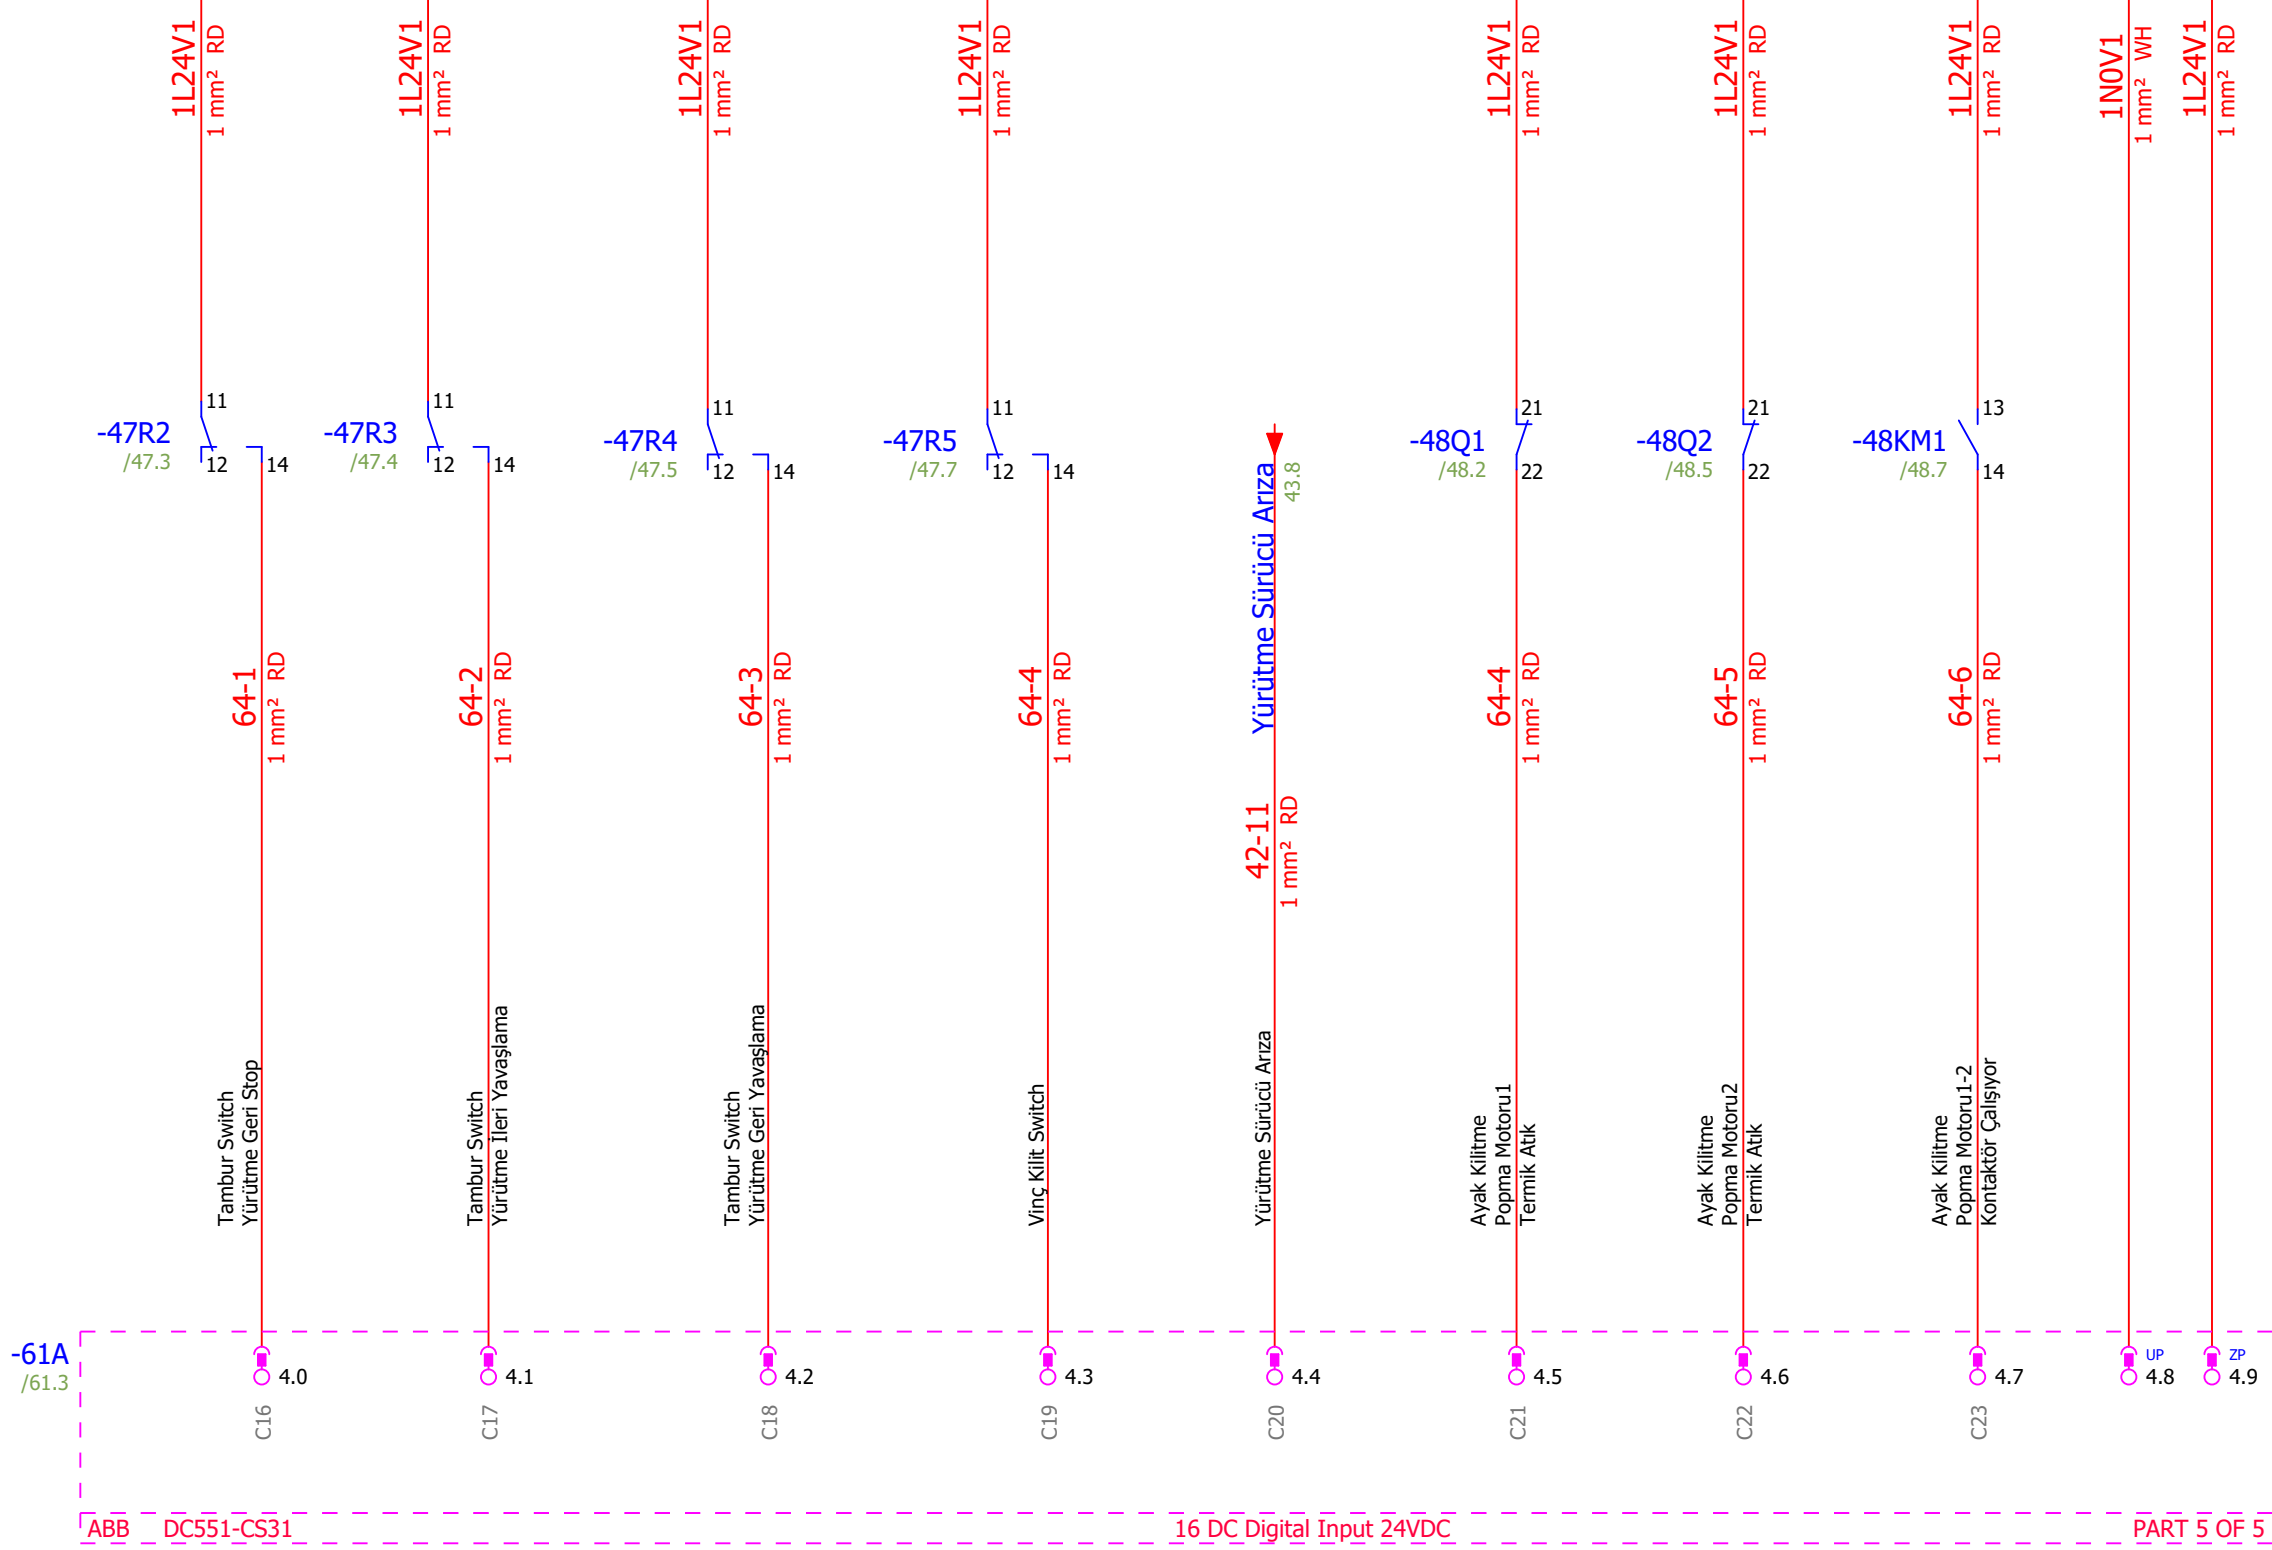 1L24V1
1 mm² RD
1L24V1
1 mm² RD
1L24V1
1 mm² RD
1L24V1
1 mm² RD
1L24V1
1 mm² RD
1L24V1
1 mm² RD
1L24V1
1 mm² RD
1N0V1
1 mm² WH
1L24V1
1 mm² RD
-47R2
/47.3
11
12
14
-47R3
/47.4
11
12
14
-47R4
/47.5
11
12
14
-47R5
/47.7
11
12
14
Yürütme Sürücü Arıza
43.8
-48Q1
/48.2
21
22
-48Q2
/48.5
21
22
-48KM1
/48.7
13
14
64-1
1 mm² RD
64-2
1 mm² RD
64-3
1 mm² RD
64-4
1 mm² RD
42-11
1 mm² RD
64-4
1 mm² RD
64-5
1 mm² RD
64-6
1 mm² RD
Tambur Switch
Yürütme Geri Stop
Tambur Switch
Yürütme İleri Yavaşlama
Tambur Switch
Yürütme Geri Yavaşlama
Vinç Kilit Switch
Yürütme Sürücü Arıza
Ayak Kilitme
Popma Motoru1
Termik Atık
Ayak Kilitme
Popma Motoru2
Termik Atık
Ayak Kilitme
Popma Motoru1-2
Kontaktör Çalışıyor
-61A
/61.3
4.0
4.1
4.2
4.3
4.4
4.5
4.6
4.7
UP
4.8
ZP
4.9
C16
C17
C18
C19
C20
C21
C22
C23
ABB DC551-CS31
16 DC Digital Input 24VDC
PART 5 OF 5